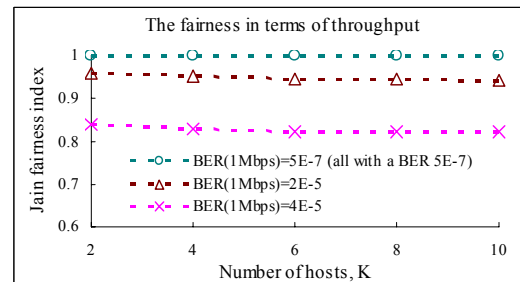 The fairness in terms of throughput
Jain fairness index
1
0.9
0.8
0.7
0.6
BER(1Mbps)=5E-7 (all with a BER 5E-7)
BER(1Mbps)=2E-5
BER(1Mbps)=4E-5
2 4 6 8 10
Number of hosts, K